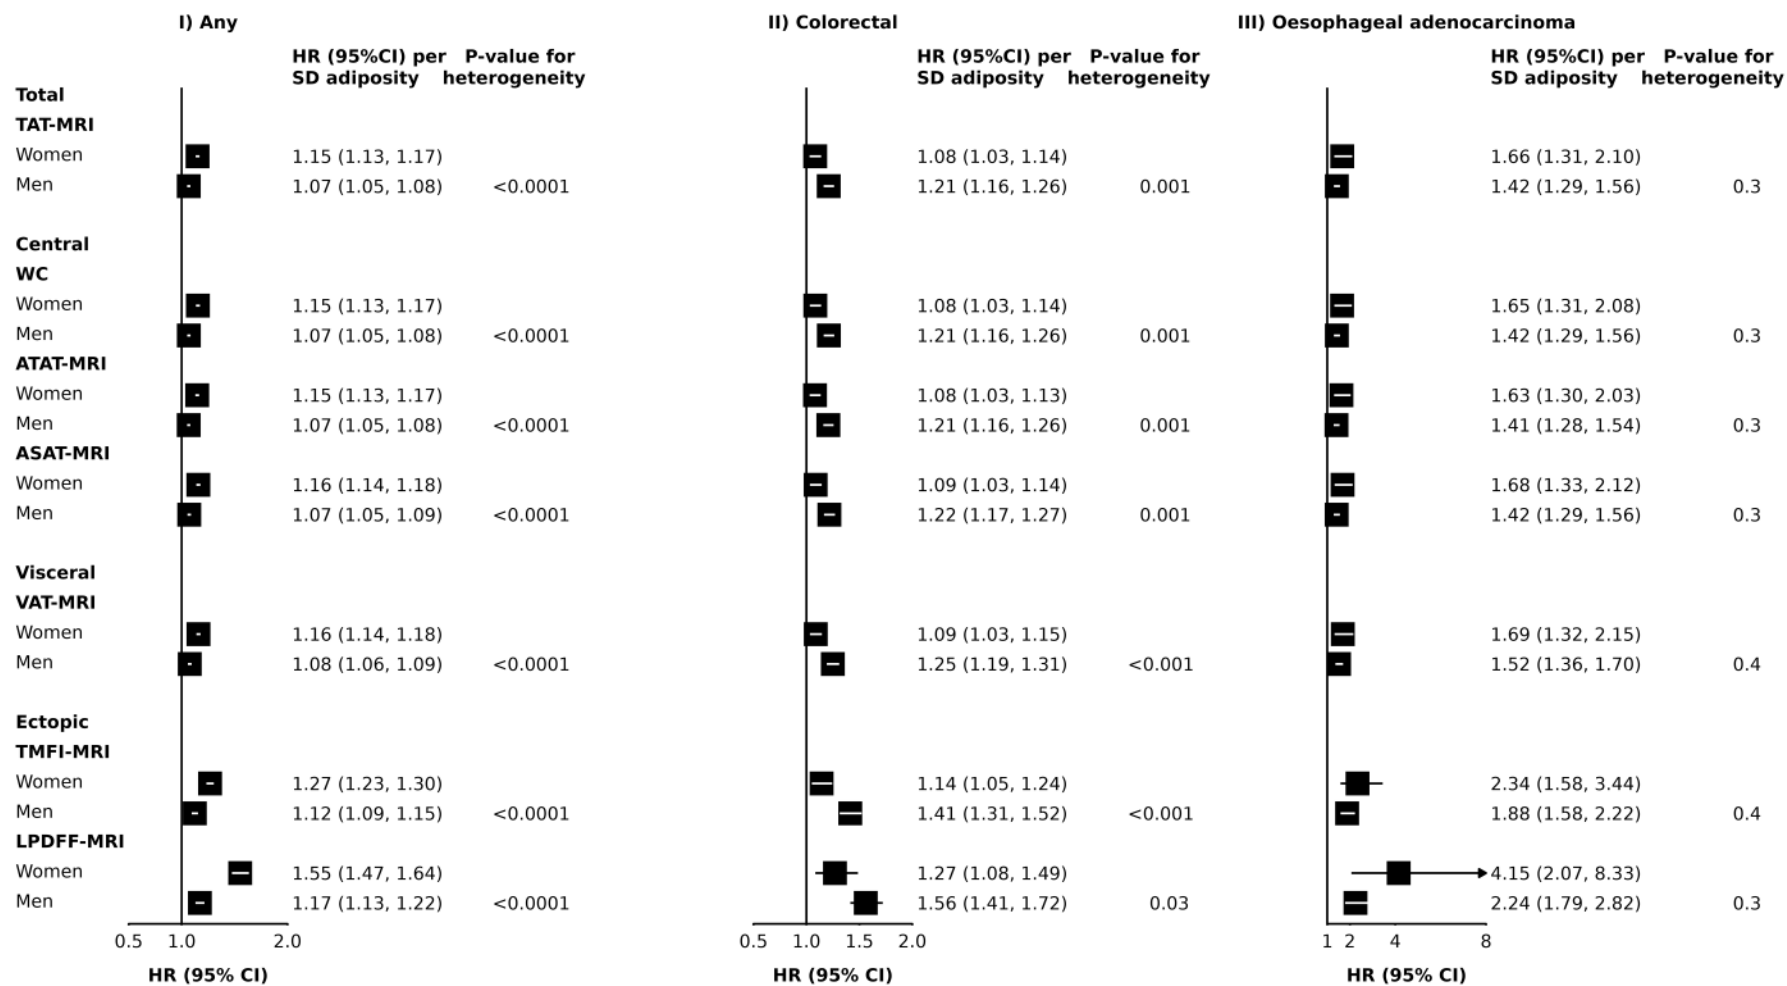 I) Any II) Colorectal III) Oesophageal adenocarcinoma
HR (95%CI) per P-value for HR (95%CI) per P-value for HR (95%CI) per P-value for
SD adiposity heterogeneity SD adiposity heterogeneity SD adiposity heterogeneity
Total
TAT-MRI
Women 1.15 (1.13, 1.17) 1.08 (1.03, 1.14) 1.66 (1.31, 2.10)
Men 1.07 (1.05, 1.08) <0.0001 1.21 (1.16, 1.26) 0.001 1.42 (1.29, 1.56) 0.3
Central
WC
Women 1.15 (1.13, 1.17) 1.08 (1.03, 1.14) 1.65 (1.31, 2.08)
Men 1.07 (1.05, 1.08) <0.0001 1.21 (1.16, 1.26) 0.001 1.42 (1.29, 1.56) 0.3
ATAT-MRI
Women 1.15 (1.13, 1.17) 1.08 (1.03, 1.13) 1.63 (1.30, 2.03)
Men 1.07 (1.05, 1.08) <0.0001 1.21 (1.16, 1.26) 0.001 1.41 (1.28, 1.54) 0.3
ASAT-MRI
Women 1.16 (1.14, 1.18) 1.09 (1.03, 1.14) 1.68 (1.33, 2.12)
Men 1.07 (1.05, 1.09) <0.0001 1.22 (1.17, 1.27) 0.001 1.42 (1.29, 1.56) 0.3
Visceral
VAT-MRI
Women 1.16 (1.14, 1.18) 1.09 (1.03, 1.15) 1.69 (1.32, 2.15)
Men 1.08 (1.06, 1.09) <0.0001 1.25 (1.19, 1.31) <0.001 1.52 (1.36, 1.70) 0.4
Ectopic
TMFI-MRI
Women 1.27 (1.23, 1.30) 1.14 (1.05, 1.24) 2.34 (1.58, 3.44)
Men 1.12 (1.09, 1.15) <0.0001 1.41 (1.31, 1.52) <0.001 1.88 (1.58, 2.22) 0.4
LPDFF-MRI
Women 1.55 (1.47, 1.64) 1.27 (1.08, 1.49) 4.15 (2.07, 8.33)
Men 1.17 (1.13, 1.22) <0.0001 1.56 (1.41, 1.72) 0.03 2.24 (1.79, 2.82) 0.3
0.5 1.0 2.0 0.5 1.0 1.5 2.0 1 2 4 8
HR (95% CI) HR (95% CI) HR (95% CI)